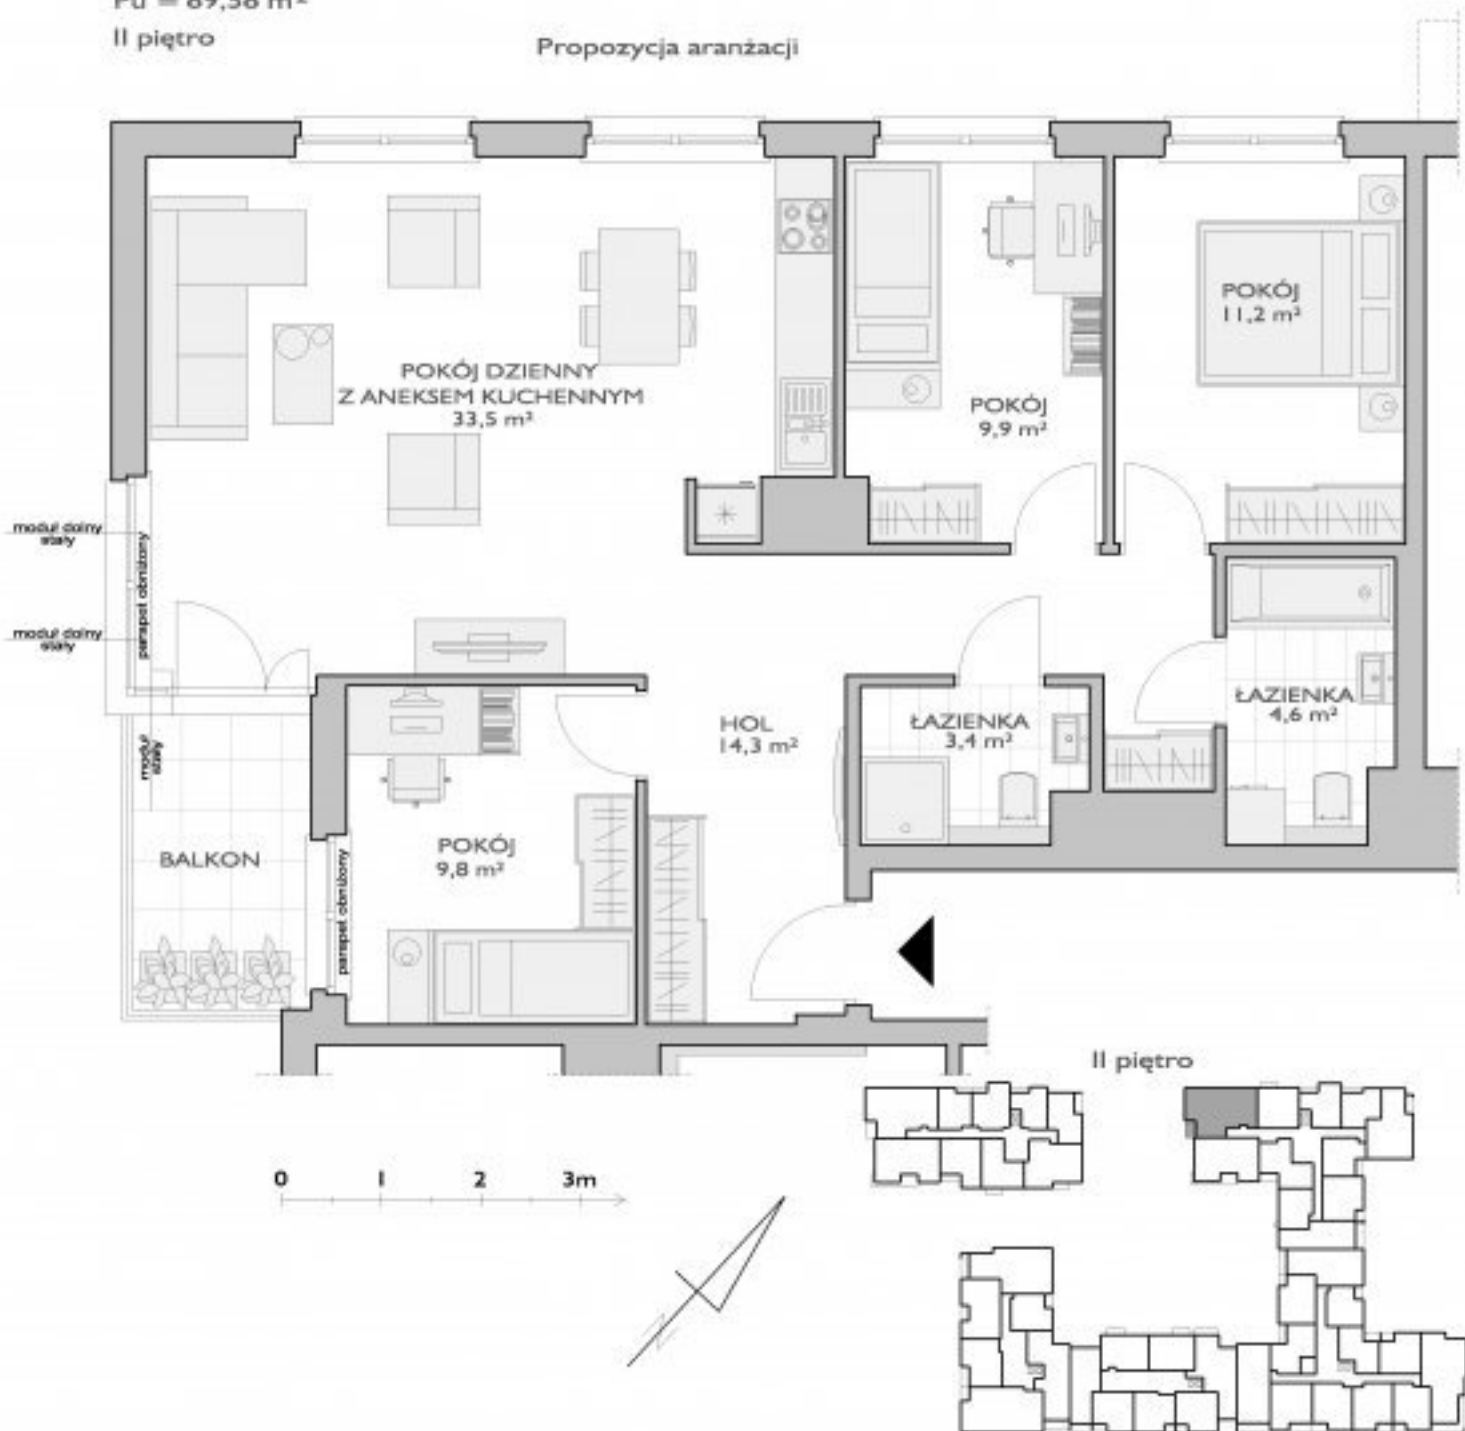 II piętro
Propozycja aranżacji
POKÓJ
11,2 m²
POKÓJ DZIENNY
Z ANEKSEM KUCHENNYM
33,5 m²
POKÓJ
9,9 m²
moduł dolny
stały
parapet obniżony
moduł dolny
stały
ŁAZIENKA
4,6 m²
HOL
14,3 m²
ŁAZIENKA
3,4 m²
moduł
stały
BALKON
POKÓJ
9,8 m²
parapet obniżony
II piętro
0 1 2 3m